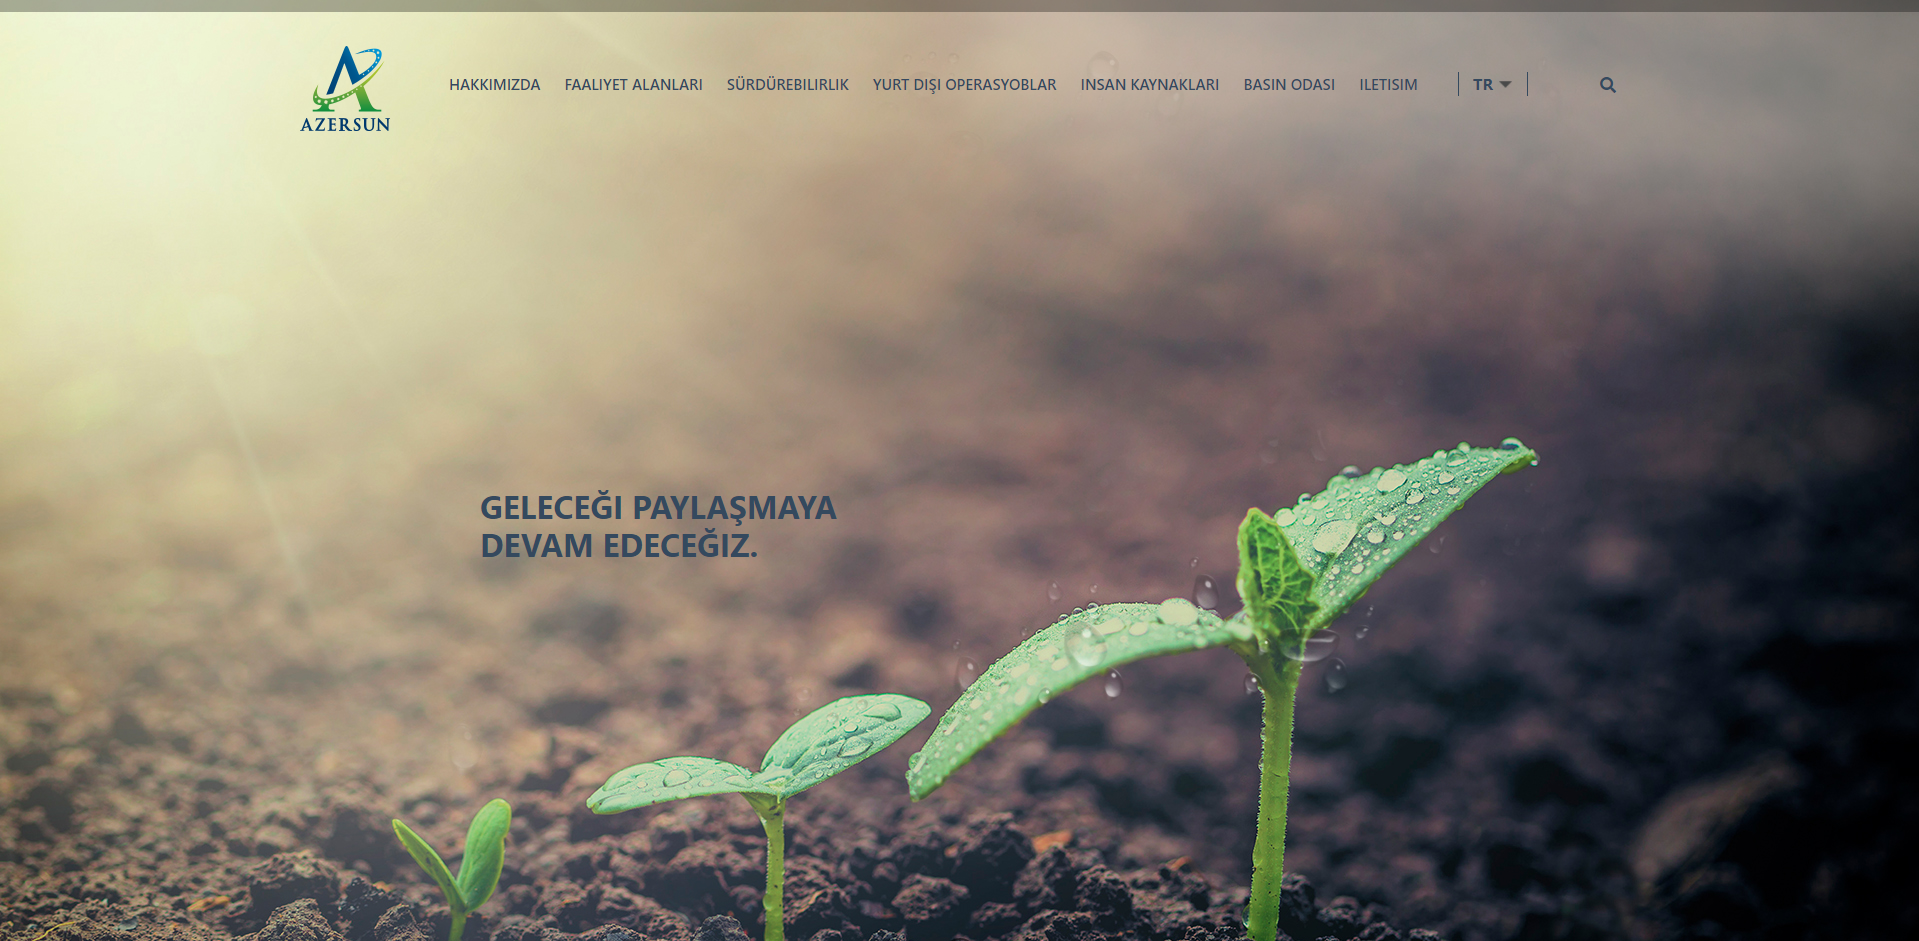 AZERSUN
HAKKIMIZDA FAALIYET ALANLARI SÜRDÜREBILIRLIK YURT DIŞI OPERASYOBLAR INSAN KAYNAKLARI BASIN ODASI ILETISIM TR
GELECEĞI PAYLAŞMAYA
DEVAM EDECEĞIZ.